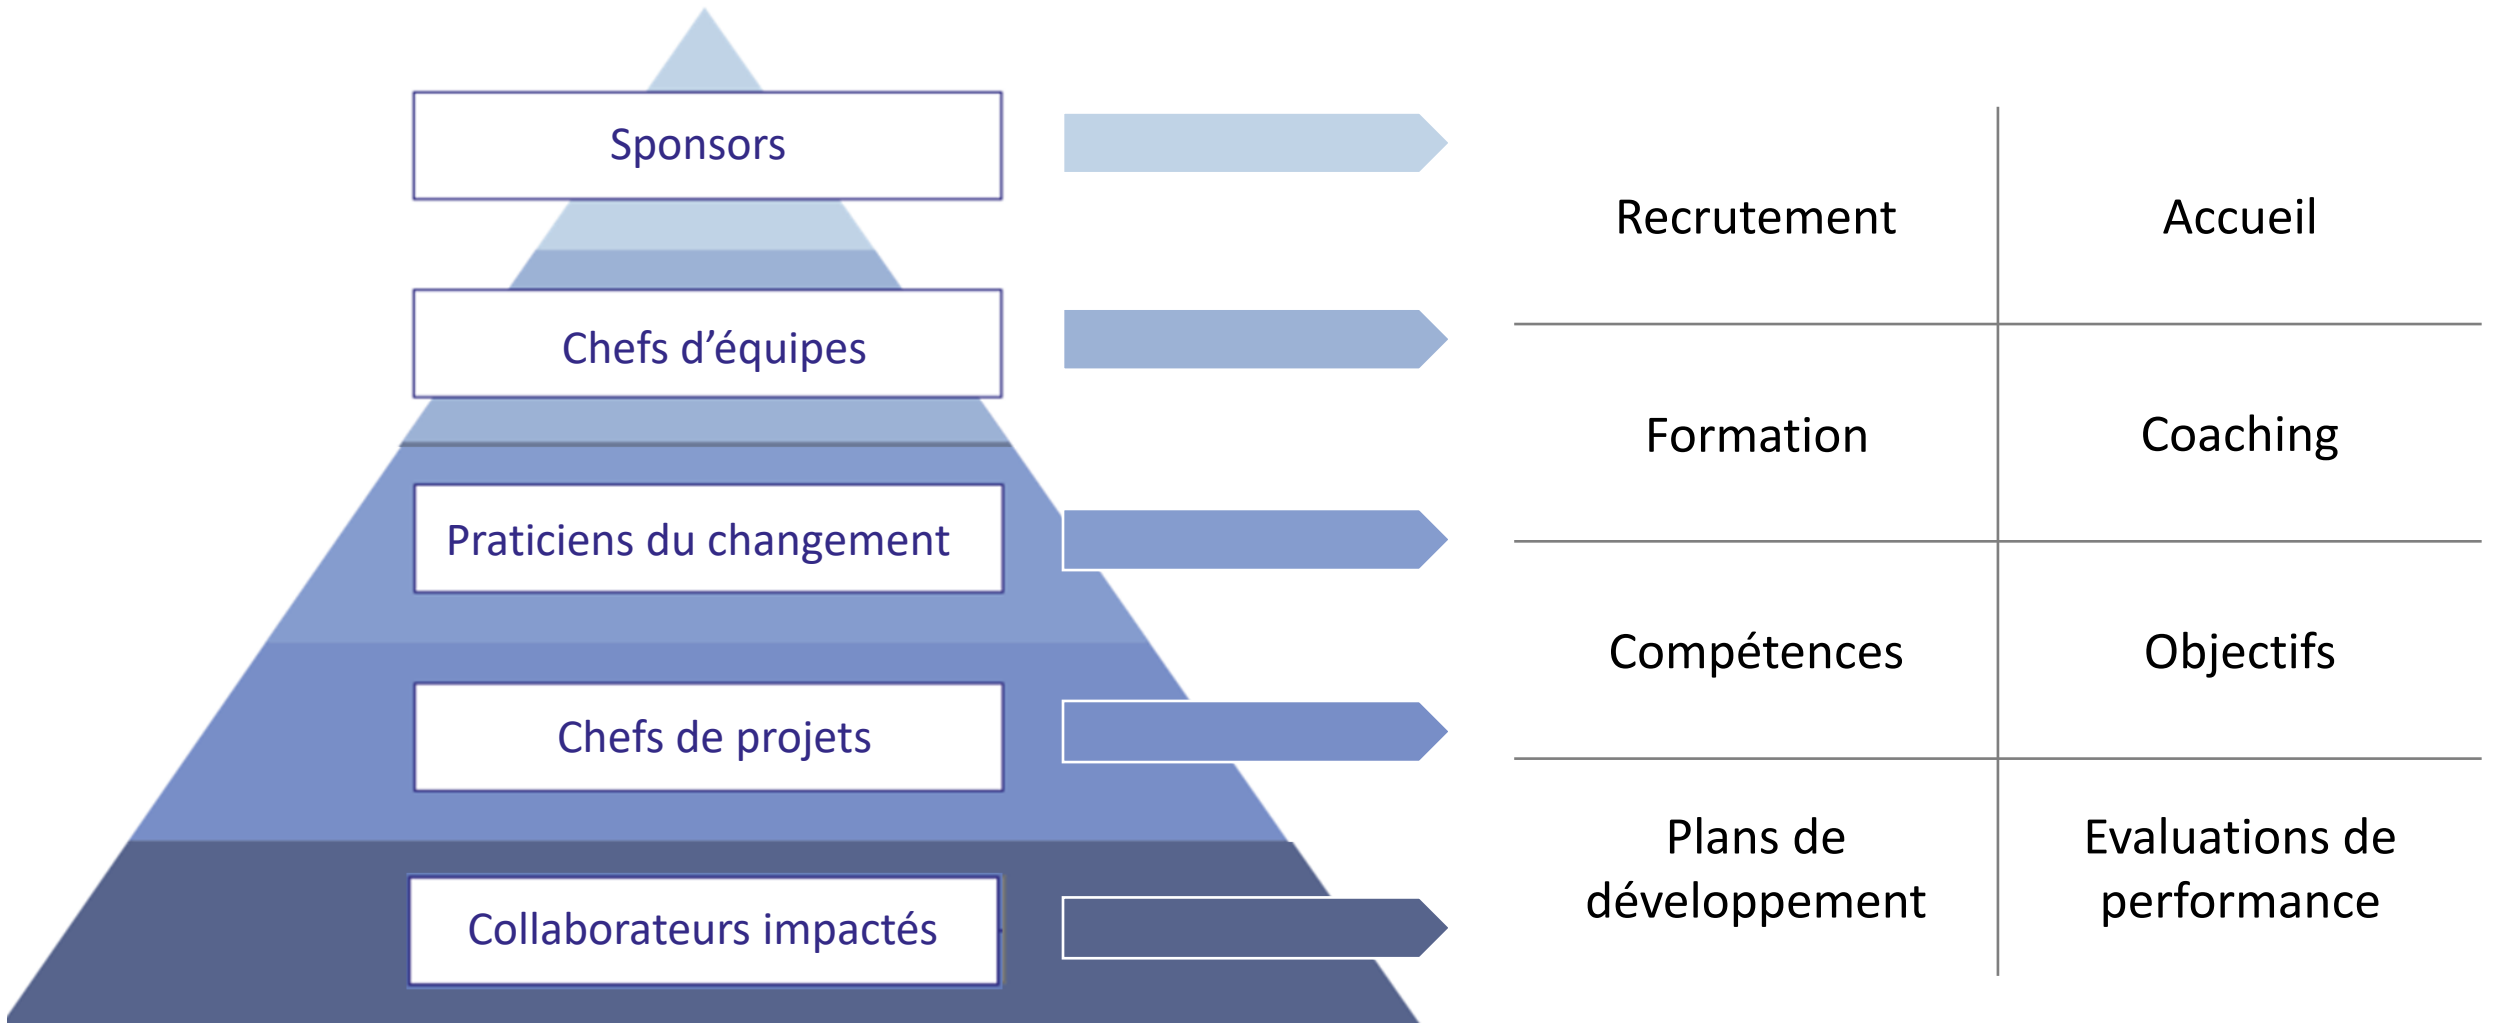 Sponsors
Chefs d’équipes
Praticiens du changement
Chefs de projets
Collaborateurs impactés
Recrutement
Accueil
Formation
Coaching
Compétences
Objectifs
Plans de
développement
Evaluations de
performance